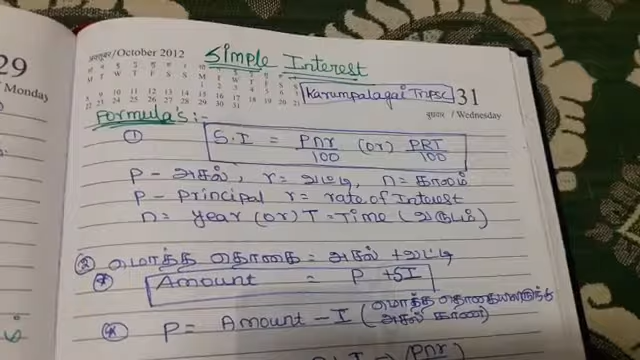 29
Monday
अक्तूबर/October 2012
Simple Interest
Karumpalagai Tnpsc
31
बुधवार / Wednesday
Formula's:-
① S.I = Pnr/100 (or) PRT/100
P - அசல், r = வட்டி, n = காலம்
P - Principal r = rate of Interest
n = year (or) T = Time (வருடம்)
மொத்த தொகை = அசல் + வட்டி
Amount = P + SI
P = Amount - I (மொத்த தொகையிலிருந்து
அசல் காண)